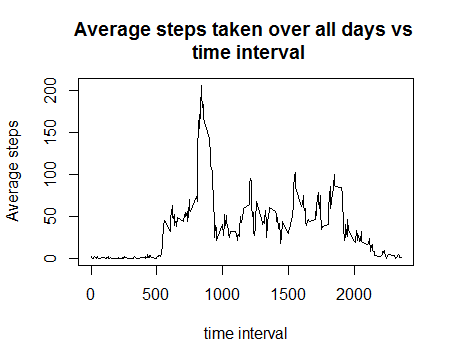 Average steps taken over all days vs
time interval
Average steps
200
150
100
50
0
0 500 1000 1500 2000
time interval